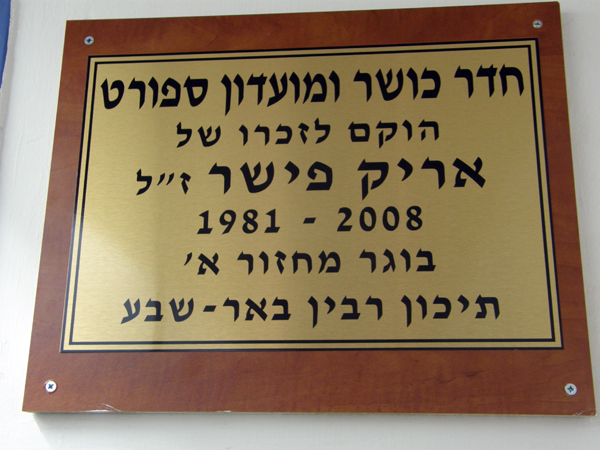 חדר כושר ומועדון ספורט
הוקם לזכרו של
אריק פישר ז״ל
1981 - 2008
בוגר מחזור א׳
תיכון רבין באר-שבע